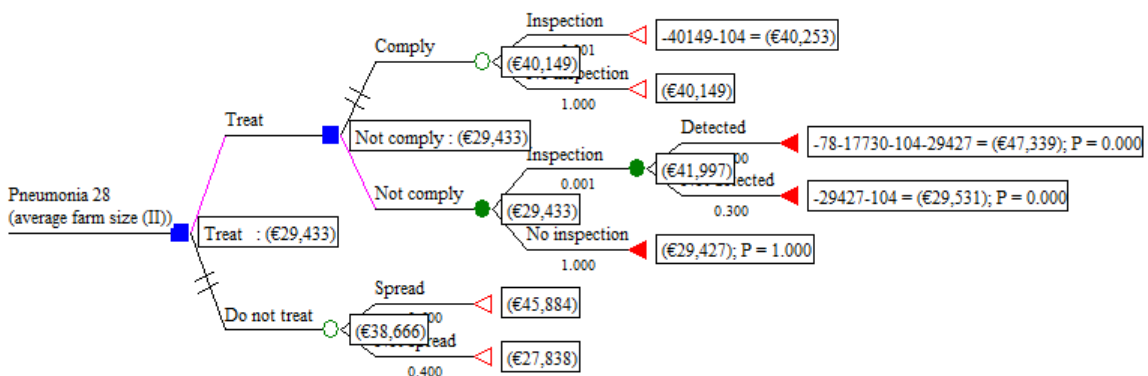 Inspection
-40149-104 = (€40,253)
Comply
(€40,149)
(€40,149)
1.000
Treat
Not comply : (€29,433)
Detected
-78-17730-104-29427 = (€47,339); P = 0.000
Inspection
(€41,997)
0.001
Pneumonia 28
(average farm size (II))
Not comply
(€29,433)
-29427-104 = (€29,531); P = 0.000
0.300
Treat : (€29,433)
No inspection
(€29,427); P = 1.000
1.000
Spread
(€45,884)
Do not treat
(€38,666)
(€27,838)
0.400